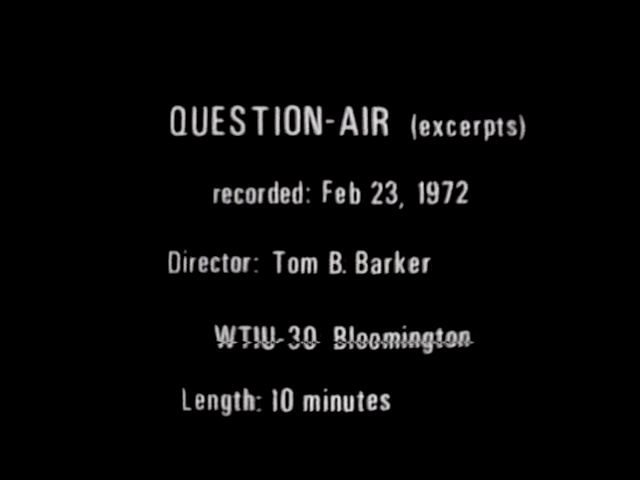 QUESTION-AIR (excerpts)
recorded: Feb 23, 1972
Director: Tom B. Barker
WTIU-30 Bloomington
Length: 10 minutes